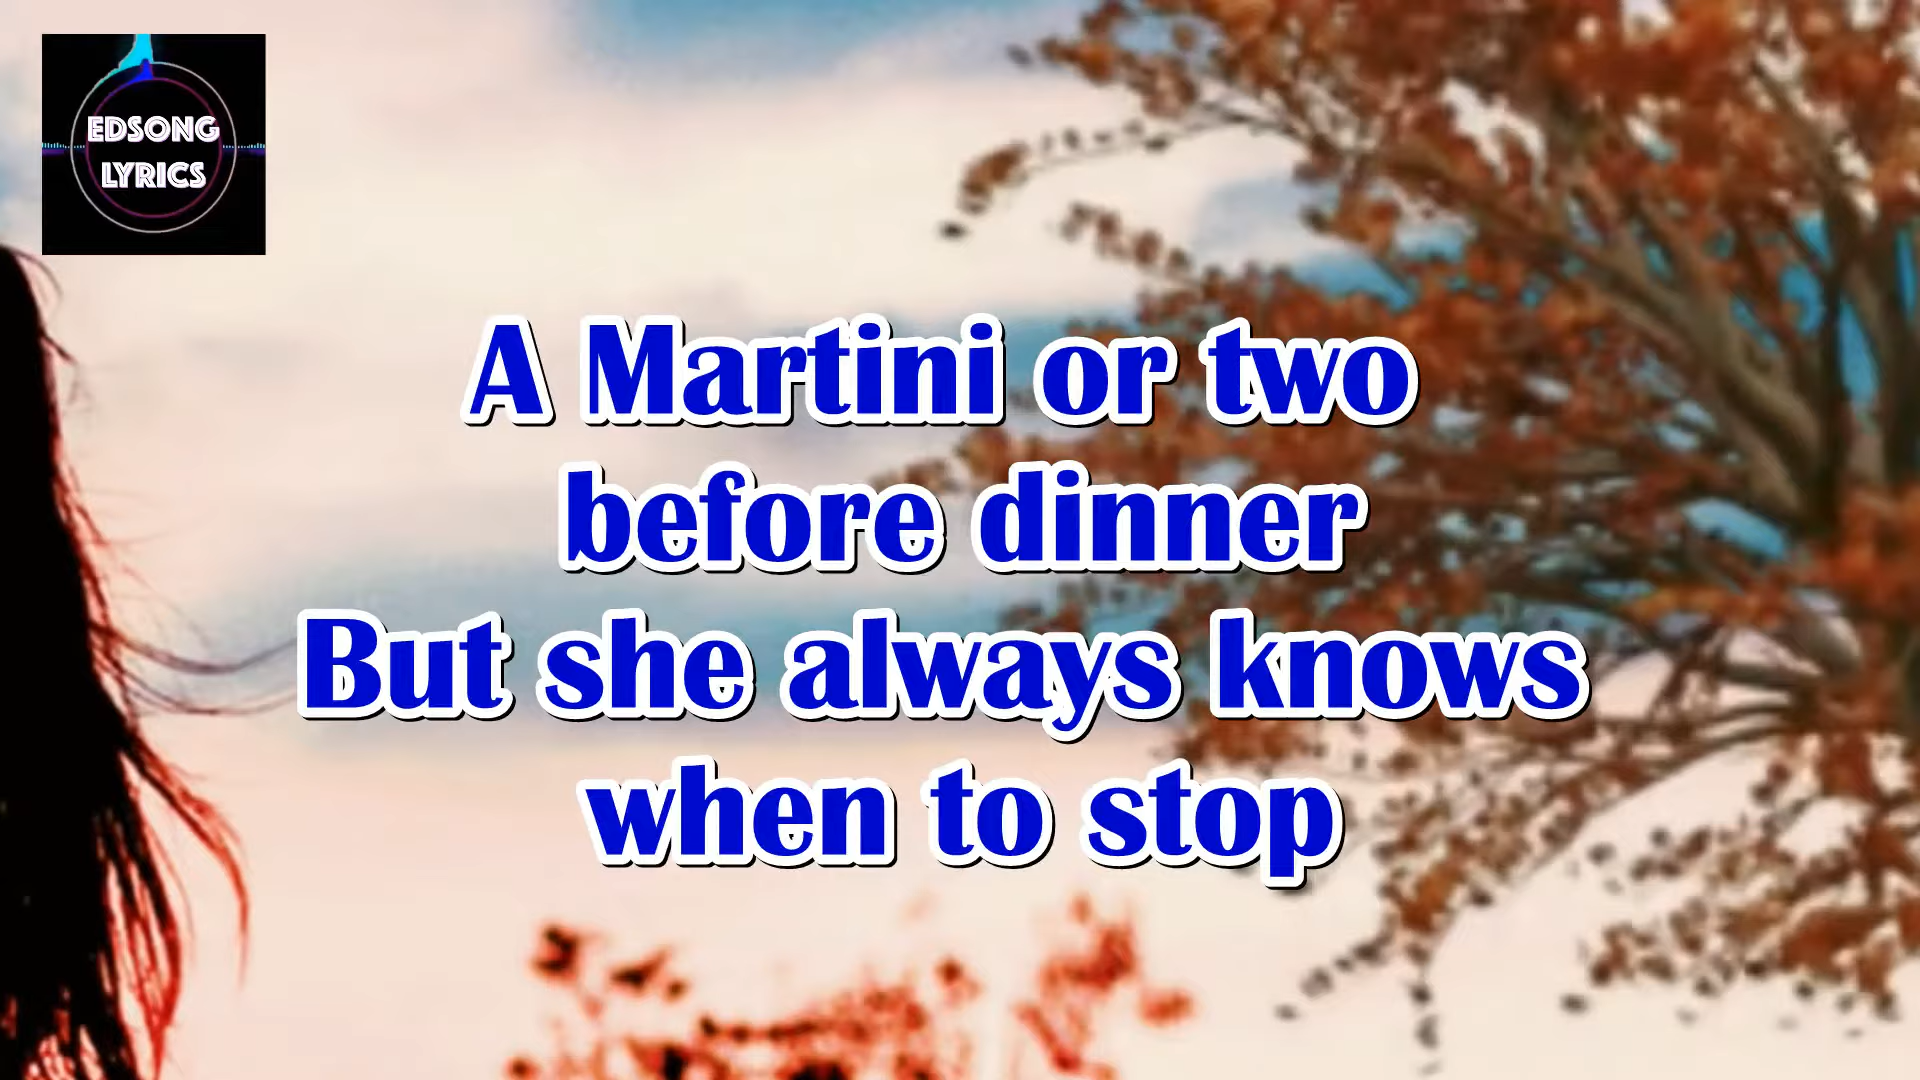 EDSONG
LYRICS
A Martini or two
before dinner
But she always knows
when to stop